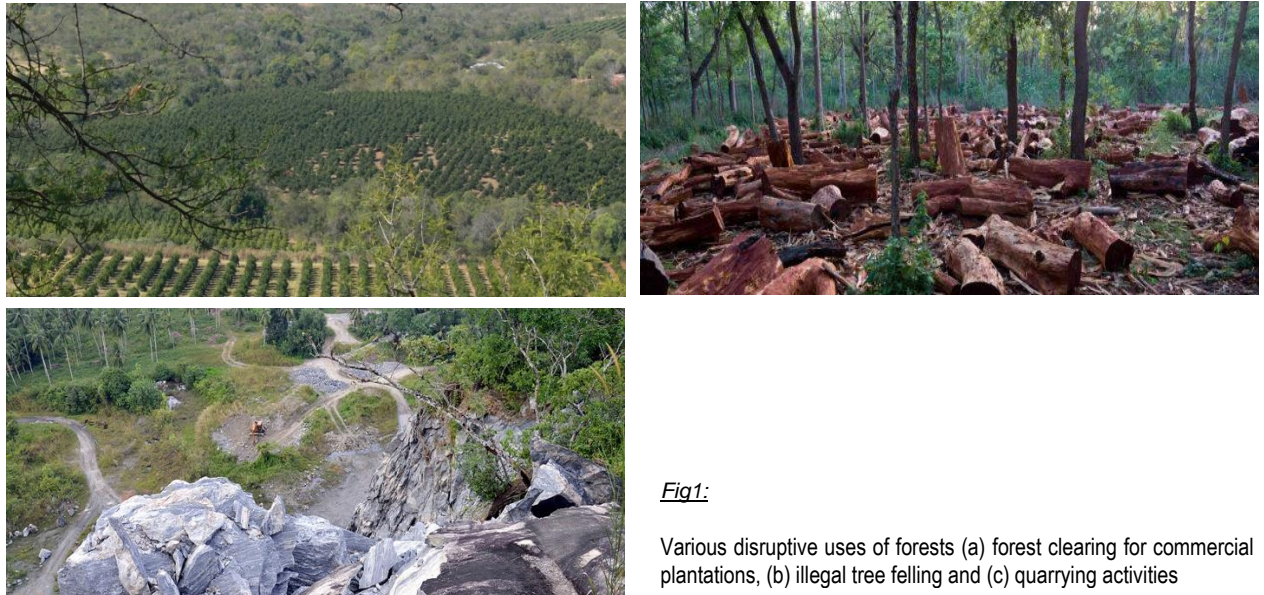 Fig1:
Various disruptive uses of forests (a) forest clearing for commercial
plantations, (b) illegal tree felling and (c) quarrying activities